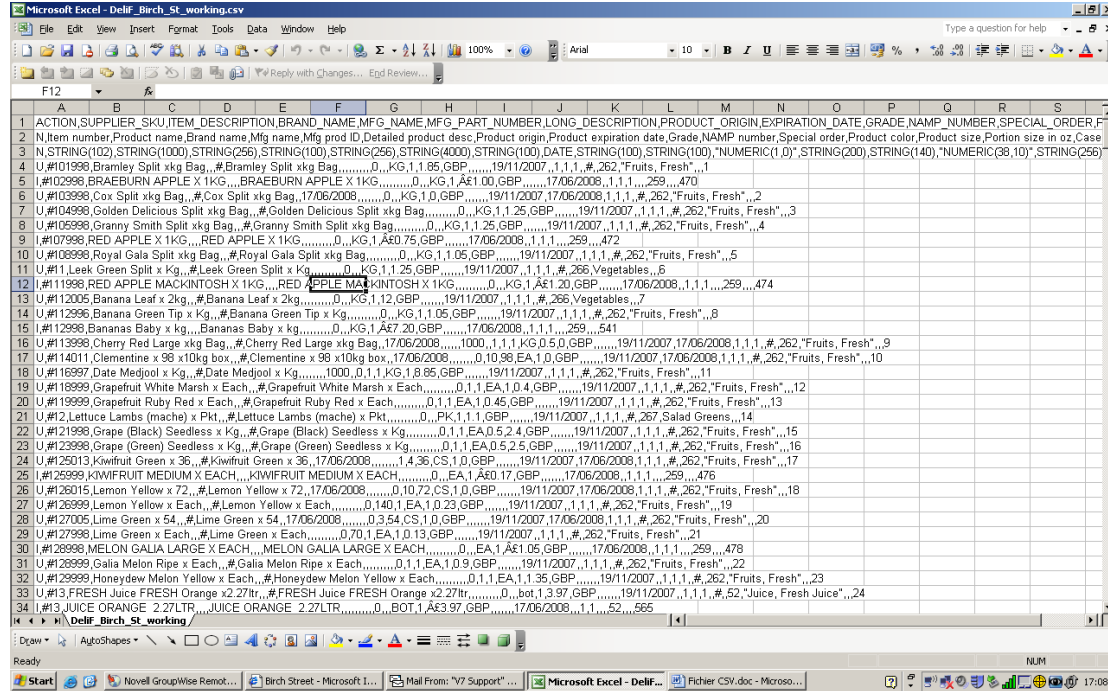 Microsoft Excel - DeliF_Birch_St_working.csv
File Edit View Insert Format Tools Data Window Help
Type a question for help
100%
Arial
10
B I U
Reply with Changes... End Review...
F12
fx
A B C D E F G H I J K L M N O P Q R S
1 ACTION,SUPPLIER_SKU,ITEM_DESCRIPTION,BRAND_NAME,MFG_NAME,MFG_PART_NUMBER,LONG_DESCRIPTION,PRODUCT_ORIGIN,EXPIRATION_DATE,GRADE,NAMP_NUMBER,SPECIAL_ORDER,F
2 N,Item number,Product name,Brand name,Mfg name,Mfg prod ID,Detailed product desc,Product origin,Product expiration date,Grade,NAMP number,Special order,Product color,Product size,Portion size in oz,Case
3 N,STRING(102),STRING(1000),STRING(256),STRING(100),STRING(256),STRING(4000),STRING(100),DATE,STRING(100),STRING(100),"NUMERIC(1,0)",STRING(200),STRING(140),"NUMERIC(38,10)",STRING(256)
4 U,#101998,Bramley Split xkg Bag,,,#,Bramley Split xkg Bag,,,,,,,,,0,,,KG,1,1.85,GBP,,,,,,19/11/2007,,1,1,1,,#,,262,"Fruits, Fresh",,,1
5 I,#102998,BRAEBURN APPLE X 1KG,,,,BRAEBURN APPLE X 1KG,,,,,,,,,0,,,KG,1,Â£1.00,GBP,,,,,,17/06/2008,,1,1,1,,,,259,,,,470
6 U,#103998,Cox Split xkg Bag,,,#,Cox Split xkg Bag,,17/06/2008,,,,,,,0,,,KG,1,0,GBP,,,,,,19/11/2007,17/06/2008,1,1,1,,#,,262,"Fruits, Fresh",,,2
7 U,#104998,Golden Delicious Split xkg Bag,,,#,Golden Delicious Split xkg Bag,,,,,,,,,0,,,KG,1,1.25,GBP,,,,,,19/11/2007,,1,1,1,,#,,262,"Fruits, Fresh",,,3
8 U,#105998,Granny Smith Split xkg Bag,,,#,Granny Smith Split xkg Bag,,,,,,,,,0,,,KG,1,1.25,GBP,,,,,,19/11/2007,,1,1,1,,#,,262,"Fruits, Fresh",,,4
9 I,#107998,RED APPLE X 1KG,,,,RED APPLE X 1KG,,,,,,,,,0,,,KG,1,Â£0.75,GBP,,,,,,17/06/2008,,1,1,1,,,,259,,,,472
10 U,#108998,Royal Gala Split xkg Bag,,,#,Royal Gala Split xkg Bag,,,,,,,,,0,,,KG,1,1.05,GBP,,,,,,19/11/2007,,1,1,1,,#,,262,"Fruits, Fresh",,,5
11 U,#11,Leek Green Split x Kg,,,#,Leek Green Split x Kg,,,,,,,,,0,,,KG,1,1.25,GBP,,,,,,19/11/2007,,1,1,1,,#,,266,Vegetables,,,6
12 I,#111998,RED APPLE MACKINTOSH X 1KG,,,,RED APPLE MACKINTOSH X 1KG,,,,,,,,,0,,,KG,1,Â£1.20,GBP,,,,,,17/06/2008,,1,1,1,,,,259,,,,474
13 U,#112005,Banana Leaf x 2kg,,,#,Banana Leaf x 2kg,,,,,,,,,0,,,KG,1,12,GBP,,,,,,19/11/2007,,1,1,1,,#,,266,Vegetables,,,7
14 U,#112996,Banana Green Tip x Kg,,,#,Banana Green Tip x Kg,,,,,,,,,0,,,KG,1,1.05,GBP,,,,,,19/11/2007,,1,1,1,,#,,262,"Fruits, Fresh",,,8
15 I,#112998,Bananas Baby x kg,,,,Bananas Baby x kg,,,,,,,,,0,,,KG,1,Â£7.20,GBP,,,,,,17/06/2008,,1,1,1,,,,259,,,,541
16 U,#113998,Cherry Red Large xkg Bag,,,#,Cherry Red Large xkg Bag,,17/06/2008,,,,,,1000,,1,1,1,KG,0.5,0,GBP,,,,,,19/11/2007,17/06/2008,1,1,1,,#,,262,"Fruits, Fresh",,,9
17 U,#114011,Clementine x 98 x10kg box,,,#,Clementine x 98 x10kg box,,17/06/2008,,,,,,,0,10,98,EA,1,0,GBP,,,,,,19/11/2007,17/06/2008,1,1,1,,#,,262,"Fruits, Fresh",,,10
18 U,#116997,Date Medjool x Kg,,,#,Date Medjool x Kg,,,,,,,,1000,,0,1,1,KG,1,8.85,GBP,,,,,,19/11/2007,,1,1,1,,#,,262,"Fruits, Fresh",,,11
19 U,#118999,Grapefruit White Marsh x Each,,,#,Grapefruit White Marsh x Each,,,,,,,,,0,1,1,EA,1,0.4,GBP,,,,,,19/11/2007,,1,1,1,,#,,262,"Fruits, Fresh",,,12
20 U,#119999,Grapefruit Ruby Red x Each,,,#,Grapefruit Ruby Red x Each,,,,,,,,,0,1,1,EA,1,0.45,GBP,,,,,,19/11/2007,,1,1,1,,#,,262,"Fruits, Fresh",,,13
21 U,#12,Lettuce Lambs (mache) x Pkt,,,#,Lettuce Lambs (mache) x Pkt,,,,,,,,,0,,,PK,1,1.1,GBP,,,,,,19/11/2007,,1,1,1,,#,,267,Salad Greens,,,14
22 U,#121998,Grape (Black) Seedless x Kg,,,#,Grape (Black) Seedless x Kg,,,,,,,,,0,1,1,EA,0.5,2.4,GBP,,,,,,19/11/2007,,1,1,1,,#,,262,"Fruits, Fresh",,,15
23 U,#123998,Grape (Green) Seedless x Kg,,,#,Grape (Green) Seedless x Kg,,,,,,,,,0,1,1,EA,0.5,2.5,GBP,,,,,,19/11/2007,,1,1,1,,#,,262,"Fruits, Fresh",,,16
24 U,#125013,Kiwifruit Green x 36,,,#,Kiwifruit Green x 36,,17/06/2008,,,,,,,1,4,36,CS,1,0,GBP,,,,,,19/11/2007,17/06/2008,1,1,1,,#,,262,"Fruits, Fresh",,,17
25 I,#125999,KIWIFRUIT MEDIUM X EACH,,,,KIWIFRUIT MEDIUM X EACH,,,,,,,,,0,,,EA,1,Â£0.17,GBP,,,,,,17/06/2008,,1,1,1,,,,259,,,,476
26 U,#126015,Lemon Yellow x 72,,,#,Lemon Yellow x 72,,17/06/2008,,,,,,,0,10,72,CS,1,0,GBP,,,,,,19/11/2007,17/06/2008,1,1,1,,#,,262,"Fruits, Fresh",,,18
27 U,#126999,Lemon Yellow x Each,,,#,Lemon Yellow x Each,,,,,,,,,0,140,1,EA,1,0.23,GBP,,,,,,19/11/2007,,1,1,1,,#,,262,"Fruits, Fresh",,,19
28 U,#127005,Lime Green x 54,,,#,Lime Green x 54,,17/06/2008,,,,,,,0,3,54,CS,1,0,GBP,,,,,,19/11/2007,17/06/2008,1,1,1,,#,,262,"Fruits, Fresh",,,20
29 U,#127998,Lime Green x Each,,,#,Lime Green x Each,,,,,,,,,0,70,1,EA,1,0.13,GBP,,,,,,19/11/2007,,1,1,1,,#,,262,"Fruits, Fresh",,,21
30 I,#128998,MELON GALIA LARGE X EACH,,,,MELON GALIA LARGE X EACH,,,,,,,,,0,,,EA,1,Â£1.05,GBP,,,,,,17/06/2008,,1,1,1,,,,259,,,,478
31 U,#128999,Galia Melon Ripe x Each,,,#,Galia Melon Ripe x Each,,,,,,,,,0,1,1,EA,1,0.9,GBP,,,,,,19/11/2007,,1,1,1,,#,,262,"Fruits, Fresh",,,22
32 U,#129999,Honeydew Melon Yellow x Each,,,#,Honeydew Melon Yellow x Each,,,,,,,,,0,1,1,EA,1,1.35,GBP,,,,,,19/11/2007,,1,1,1,,#,,262,"Fruits, Fresh",,,23
33 U,#13,FRESH Juice FRESH Orange x2.27ltr,,,#,FRESH Juice FRESH Orange x2.27ltr,,,,,,,,,0,,,bot,1,3.97,GBP,,,,,,19/11/2007,,1,1,1,,#,,52,"Juice, Fresh Juice",,,24
34 I,#13,JUICE ORANGE 2.27LTR,,,,JUICE ORANGE 2.27LTR,,,,,,,,,0,,,BOT,1,Â£3.97,GBP,,,,,,17/06/2008,,,1,1,,,,52,,,,565
DeliF_Birch_St_working
Draw AutoShapes
Ready
NUM
Start
Novell GroupWise Remot...
Birch Street - Microsoft I...
Mail From: "V7 Support" ...
Microsoft Excel - DeliF...
Fichier CSV.doc - Microso...
17:08